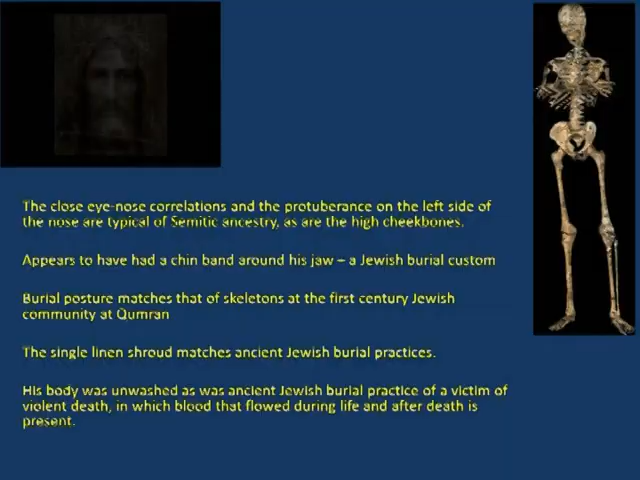 The close eye-nose correlations and the protuberance on the left side of
the nose are typical of Semitic ancestry, as are the high cheekbones.
Appears to have had a chin band around his jaw – a Jewish burial custom
Burial posture matches that of skeletons at the first century Jewish
community at Qumran
The single linen shroud matches ancient Jewish burial practices.
His body was unwashed as was ancient Jewish burial practice of a victim of
violent death, in which blood that flowed during life and after death is
present.